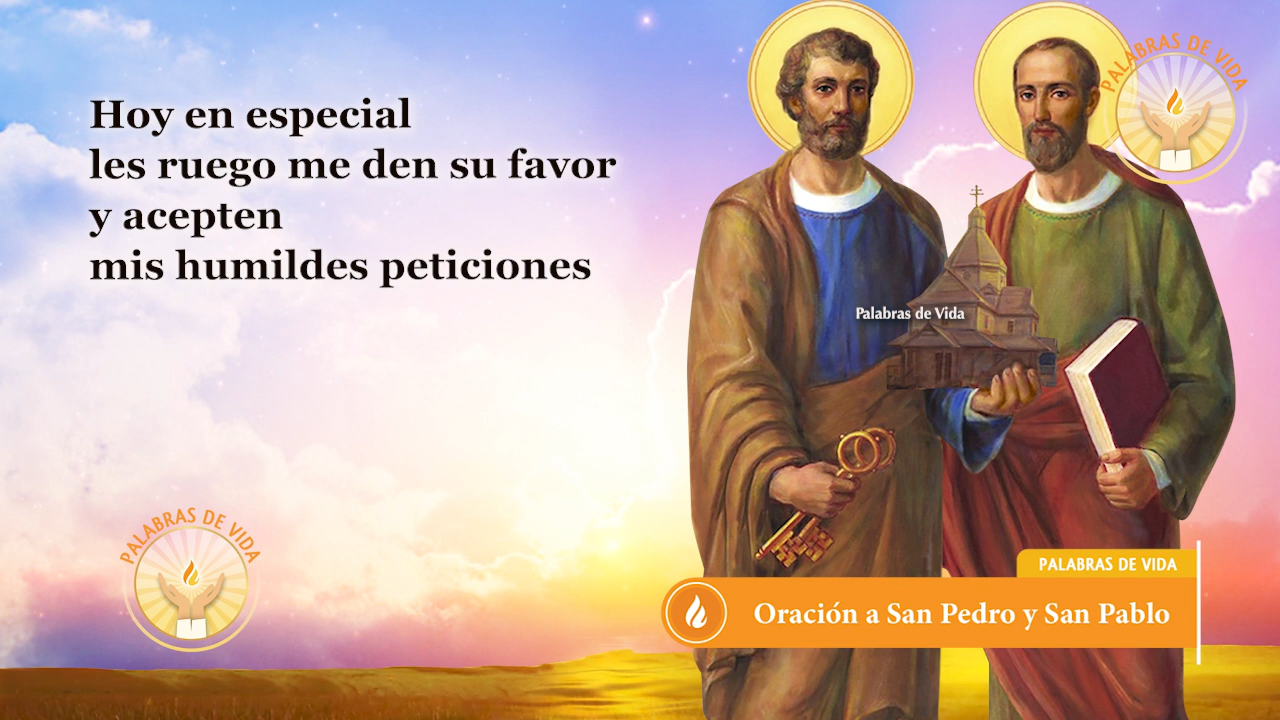 Hoy en especial
les ruego me den su favor
y acepten
mis humildes peticiones
PALABRAS DE VIDA
Palabras de Vida
PALABRAS DE VIDA
PALABRAS DE VIDA
Oración a San Pedro y San Pablo